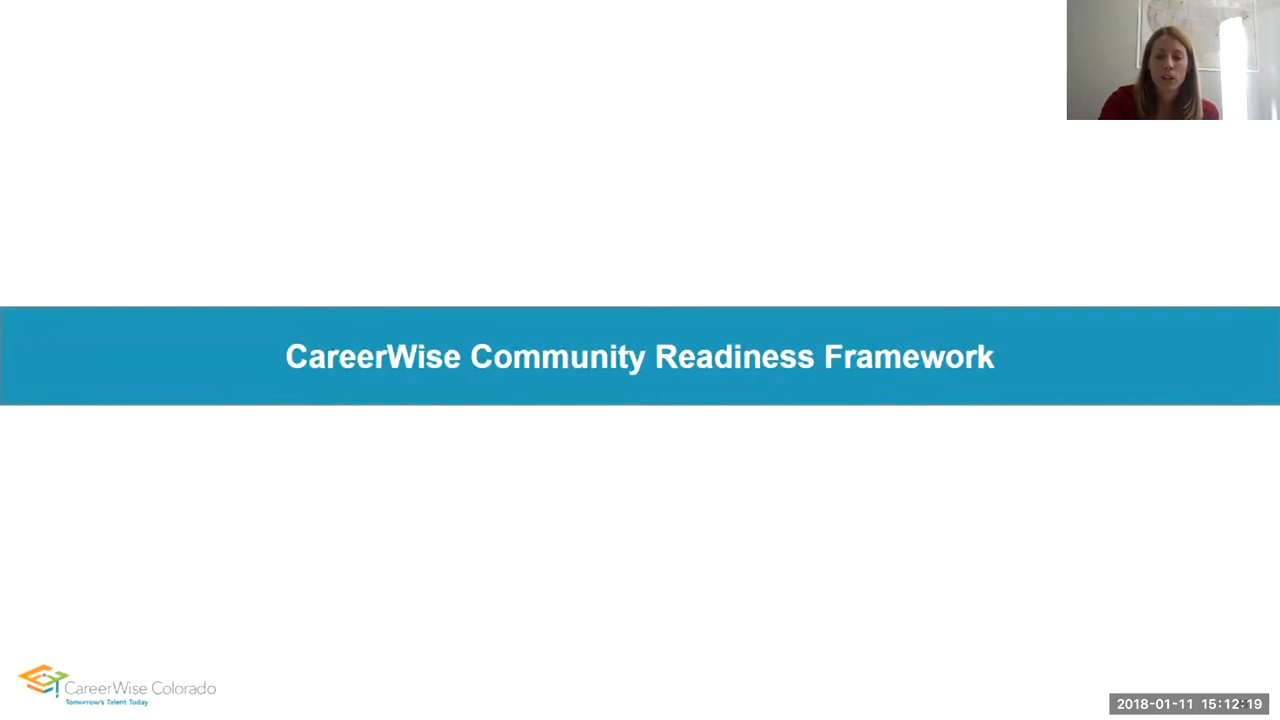 CareerWise Community Readiness Framework
CareerWise Colorado
Tomorrow's Talent Today
2018-01-11 15:12:19